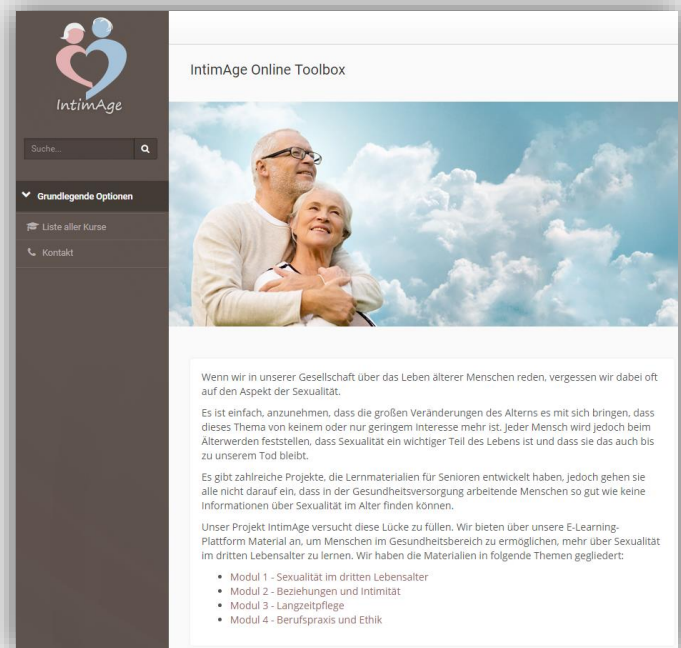 IntimAge
Suche...
Grundlegende Optionen
Liste aller Kurse
Kontakt
IntimAge Online Toolbox
Wenn wir in unserer Gesellschaft über das Leben älterer Menschen reden, vergessen wir dabei oft
auf den Aspekt der Sexualität.
Es ist einfach, anzunehmen, dass die großen Veränderungen des Alterns es mit sich bringen, dass
dieses Thema von keinem oder nur geringem Interesse mehr ist. Jeder Mensch wird jedoch beim
Älterwerden feststellen, dass Sexualität ein wichtiger Teil des Lebens ist und dass sie das auch bis
zu unserem Tod bleibt.
Es gibt zahlreiche Projekte, die Lernmaterialien für Senioren entwickelt haben, jedoch gehen sie
alle nicht darauf ein, dass in der Gesundheitsversorgung arbeitende Menschen so gut wie keine
Informationen über Sexualität im Alter finden können.
Unser Projekt IntimAge versucht diese Lücke zu füllen. Wir bieten über unsere E-Learning-
Plattform Material an, um Menschen im Gesundheitsbereich zu ermöglichen, mehr über Sexualität
im dritten Lebensalter zu lernen. Wir haben die Materialien in folgende Themen gegliedert:
• Modul 1 - Sexualität im dritten Lebensalter
• Modul 2 - Beziehungen und Intimität
• Modul 3 - Langzeitpflege
• Modul 4 - Berufspraxis und Ethik